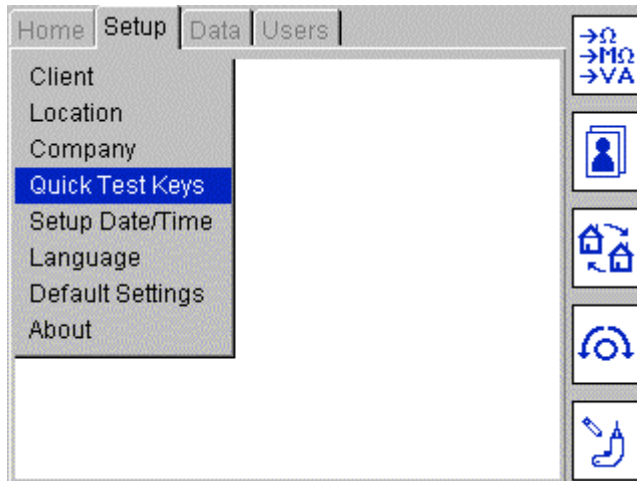 Home Setup Data Users
Client
Location
Company
Quick Test Keys
Setup Date/Time
Language
Default Settings
About
→Ω
→MΩ
→VA